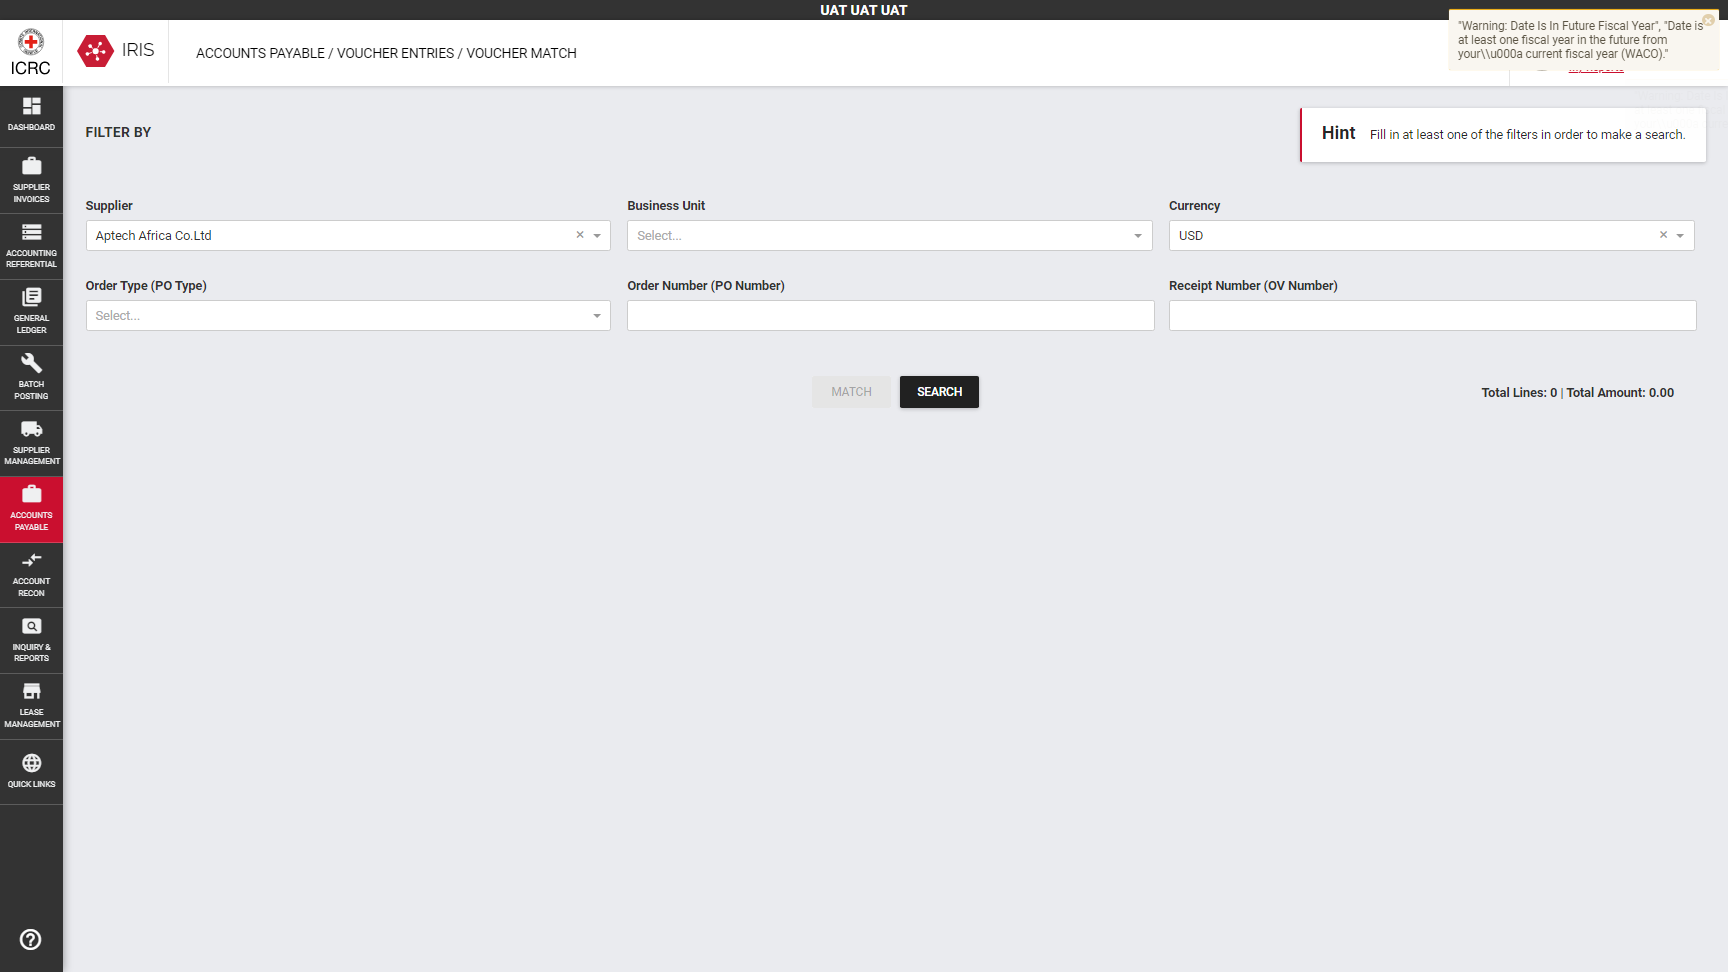 UAT UAT UAT
ICRC
IRIS
ACCOUNTS PAYABLE / VOUCHER ENTRIES / VOUCHER MATCH
"Warning: Date Is In Future Fiscal Year", "Date is
at least one fiscal year in the future from
your\\u000a current fiscal year (WACO)."
My Reports
DASHBOARD
SUPPLIER
INVOICES
ACCOUNTING
REFERENTIAL
GENERAL
LEDGER
BATCH
POSTING
SUPPLIER
MANAGEMENT
ACCOUNTS
PAYABLE
ACCOUNT
RECON
INQUIRY &
REPORTS
LEASE
MANAGEMENT
QUICK LINKS
FILTER BY
Hint Fill in at least one of the filters in order to make a search.
Supplier
Aptech Africa Co.Ltd
Business Unit
Select...
Currency
USD
Order Type (PO Type)
Select...
Order Number (PO Number)
Receipt Number (OV Number)
MATCH
SEARCH
Total Lines: 0 | Total Amount: 0.00